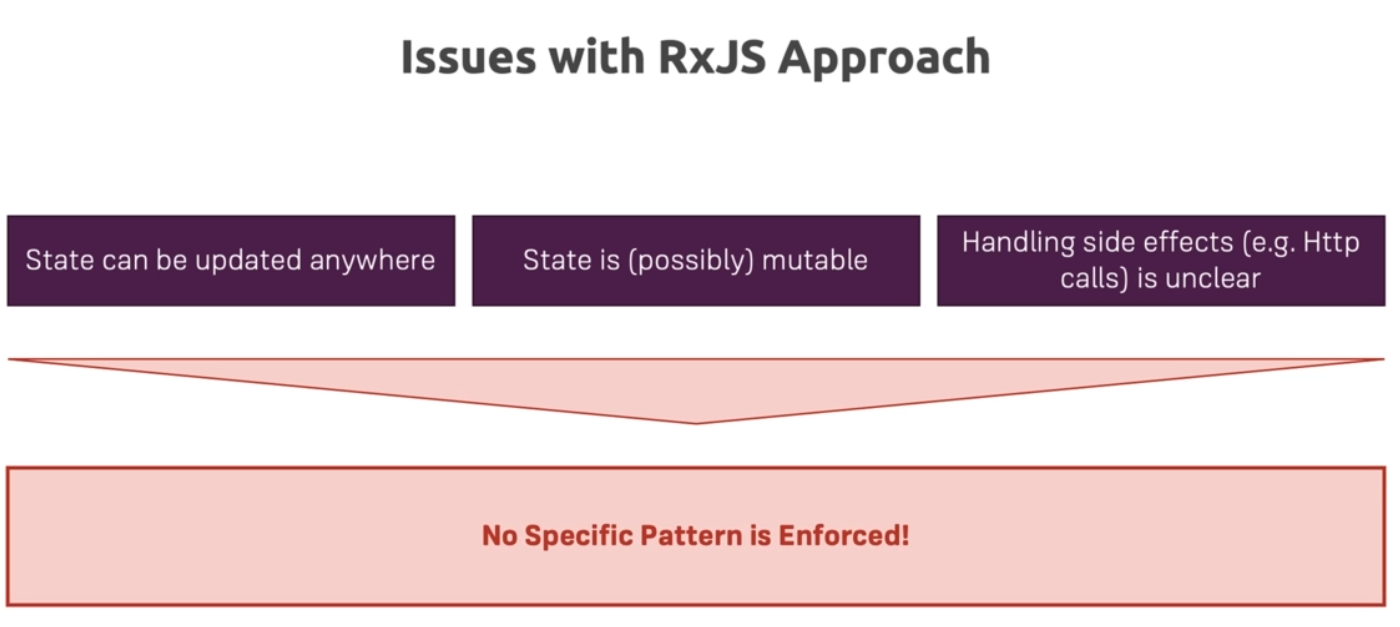 Issues with RxJS Approach
State can be updated anywhere
State is (possibly) mutable
Handling side effects (e.g. Http
calls) is unclear
No Specific Pattern is Enforced!